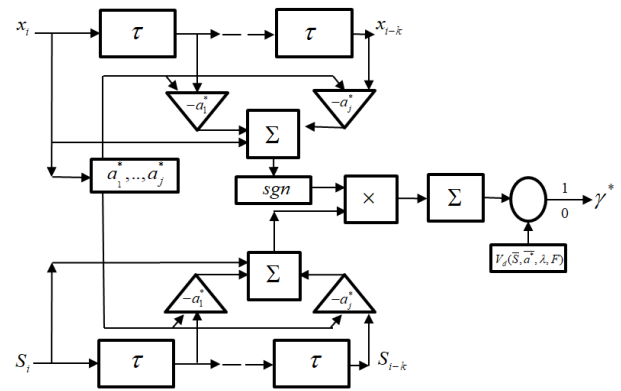 x_i τ τ x_{i-k}
-a_1^* -a_j^*
Σ
a_1^*,..,a_j^*
sgn
× Σ 1 γ^*
0
V_d(S̅, a̅^*, λ, F)
Σ
-a_1^* -a_j^*
S_i τ τ S_{i-k}